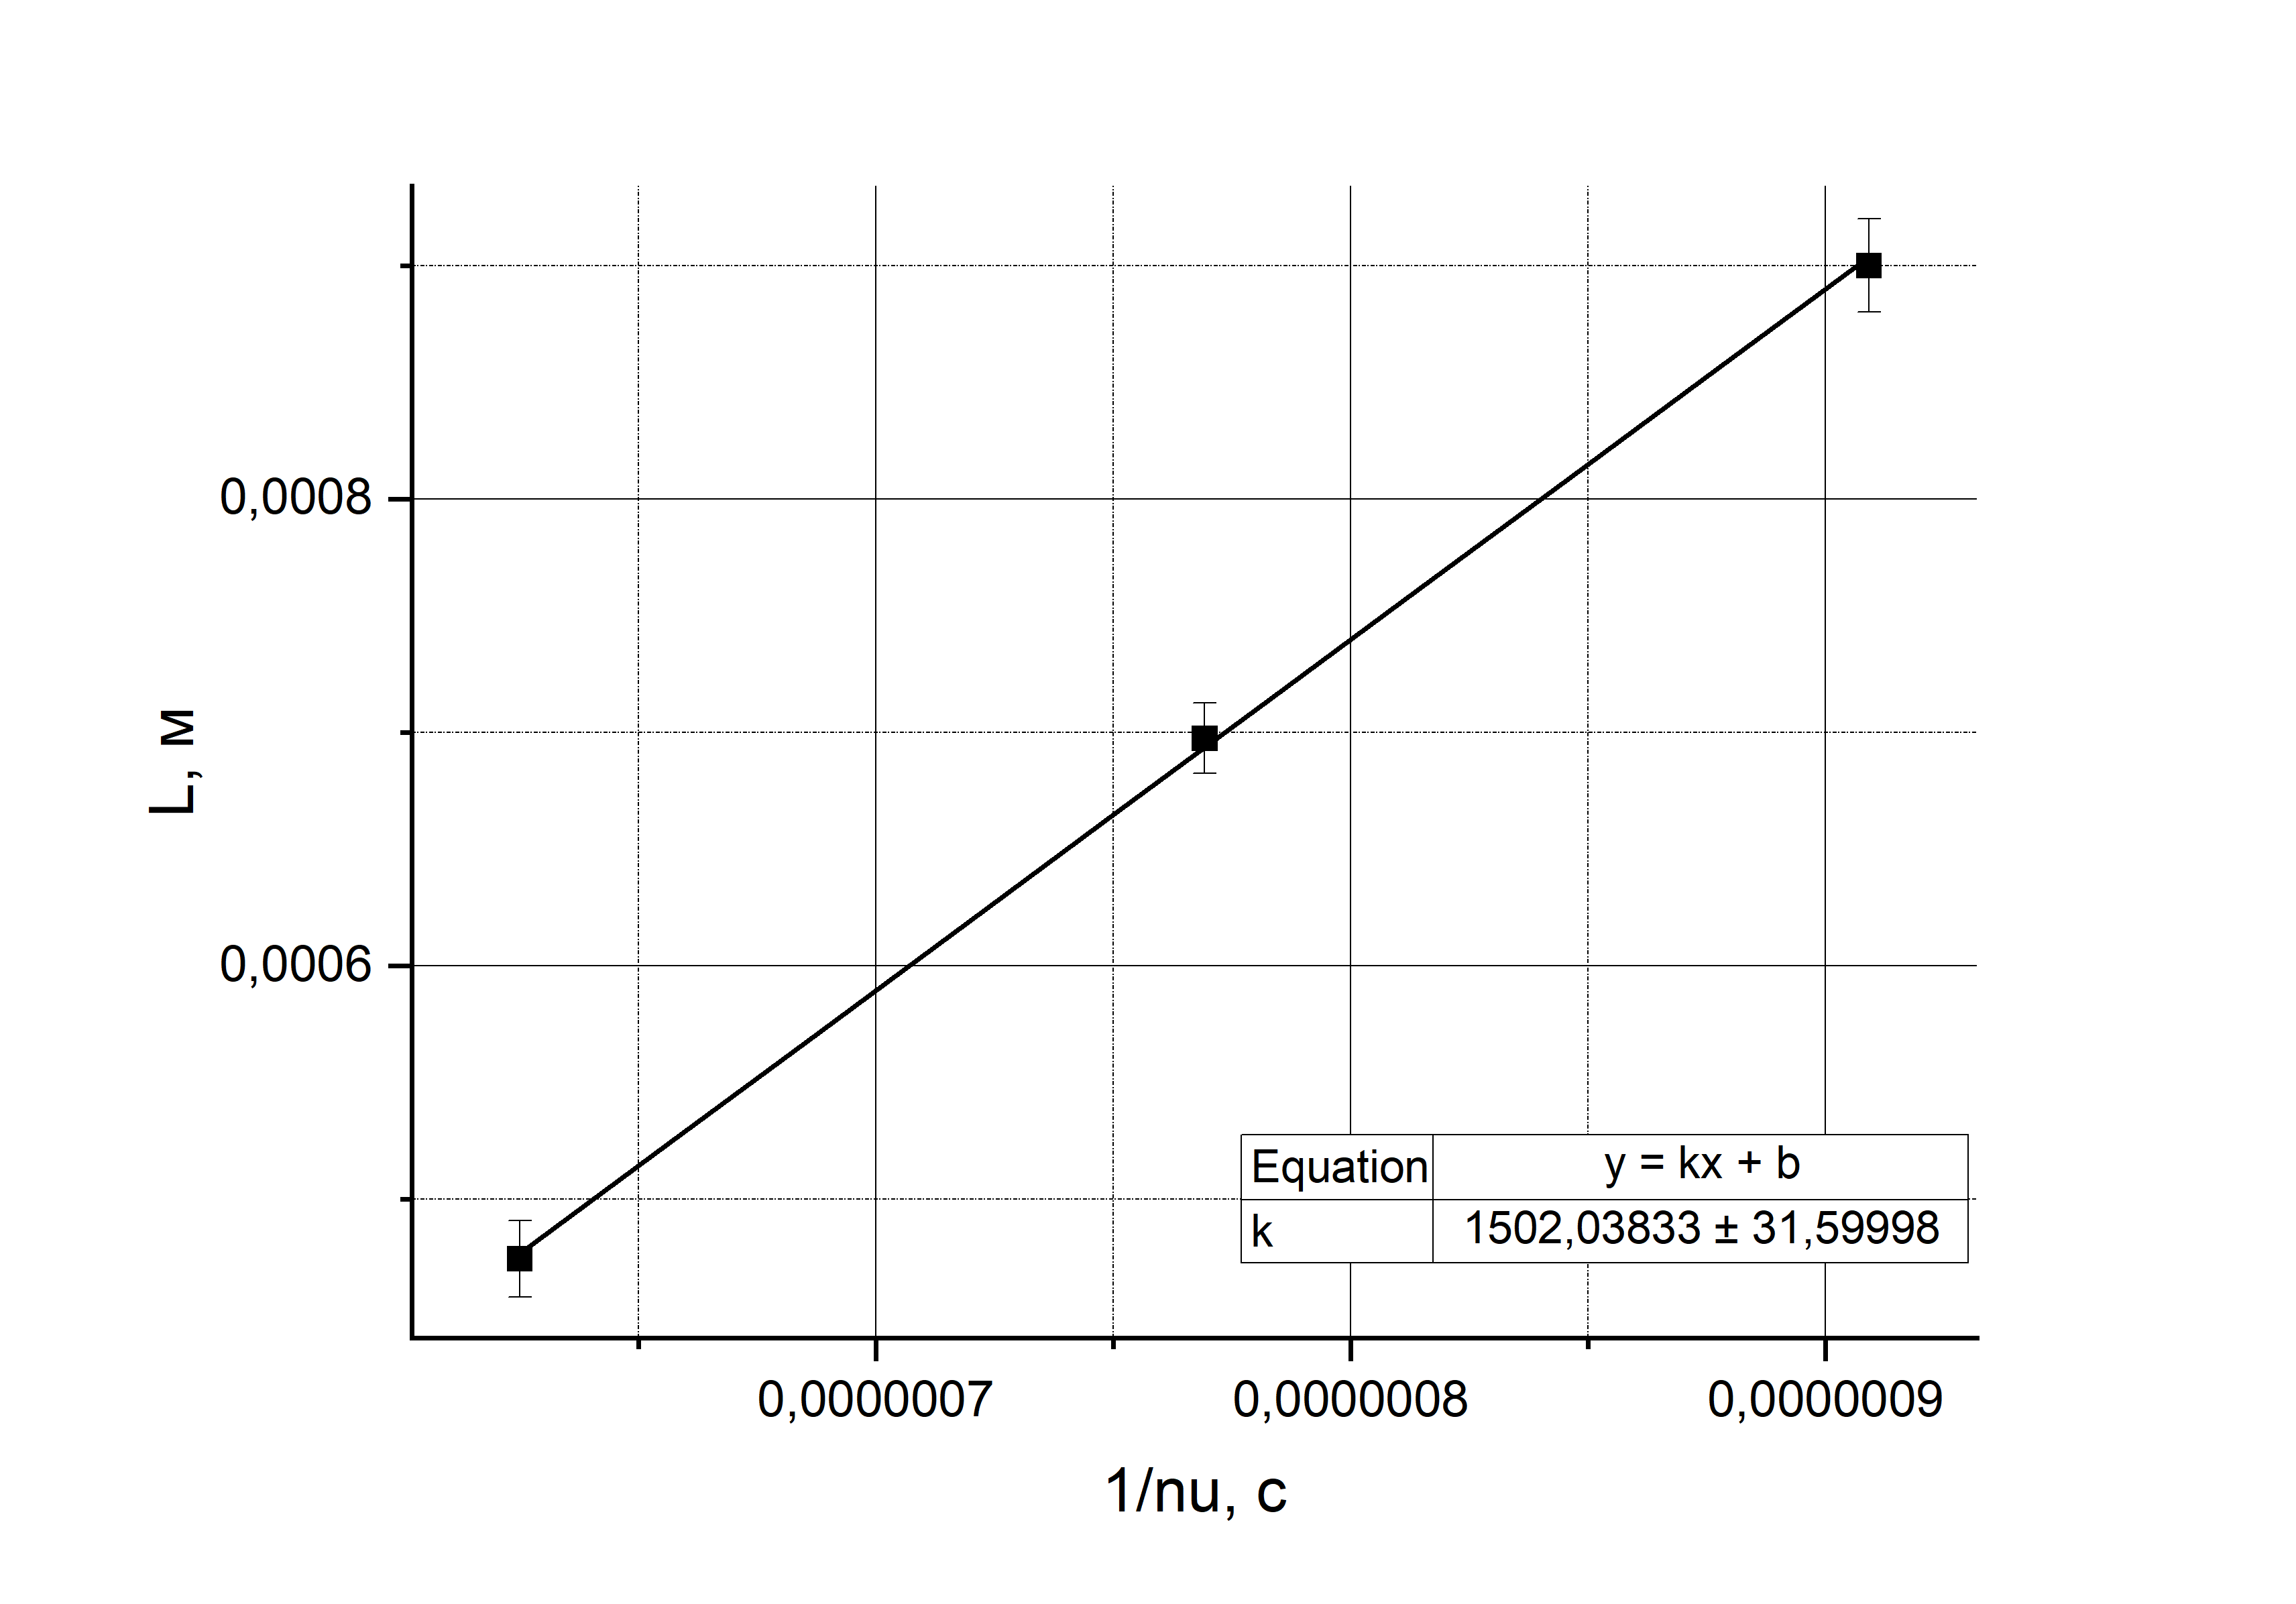 0,0008
L, м
0,0006
Equation y = kx + b
k 1502,03833 ± 31,59998
0,0000007 0,0000008 0,0000009
1/nu, с